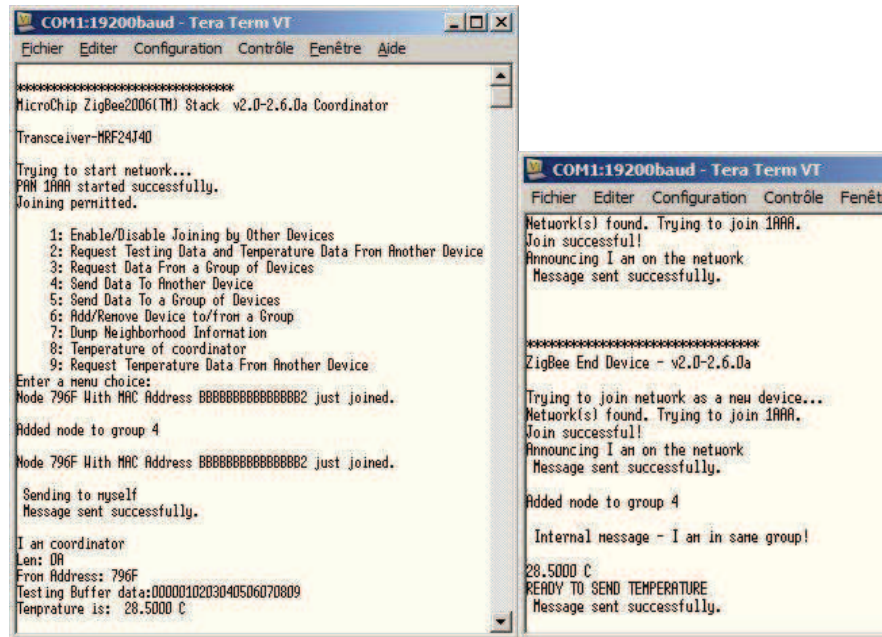 COM1:19200baud - Tera Term VT
Fichier Editer Configuration Contrôle Fenêtre Aide
*********************************
MicroChip ZigBee2006(TM) Stack v2.0-2.6.0a Coordinator
Transceiver-MRF24J40
Trying to start network...
PAN 1AAA started successfully.
Joining permitted.
1: Enable/Disable Joining by Other Devices
2: Request Testing Data and Temperature Data From Another Device
3: Request Data From a Group of Devices
4: Send Data To Another Device
5: Send Data To a Group of Devices
6: Add/Remove Device to/from a Group
7: Dump Neighborhood Information
8: Temperature of coordinator
9: Request Temperature Data From Another Device
Enter a menu choice:
Node 796F With MAC Address BBBBBBBBBBBBBBB2 just joined.
Added node to group 4
Node 796F With MAC Address BBBBBBBBBBBBBBB2 just joined.
Sending to myself
Message sent successfully.
I am coordinator
Len: 0A
From Address: 796F
Testing Buffer data:0000010203040506070809
Temprature is: 28.5000 C
COM1:19200baud - Tera Term VT
Fichier Editer Configuration Contrôle Fenêt
Network(s) found. Trying to join 1AAA.
Join successful!
Announcing I am on the network
Message sent successfully.
*********************************
ZigBee End Device - v2.0-2.6.0a
Trying to join network as a new device...
Network(s) found. Trying to join 1AAA.
Join successful!
Announcing I am on the network
Message sent successfully.
Added node to group 4
Internal message - I am in same group!
28.5000 C
READY TO SEND TEMPERATURE
Message sent successfully.